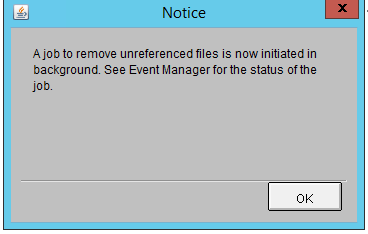 Notice
x
A job to remove unreferenced files is now initiated in
background. See Event Manager for the status of the
job.
OK